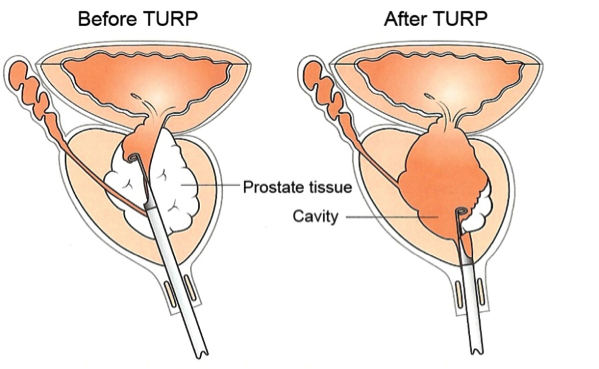 Before TURP
After TURP
Prostate tissue
Cavity